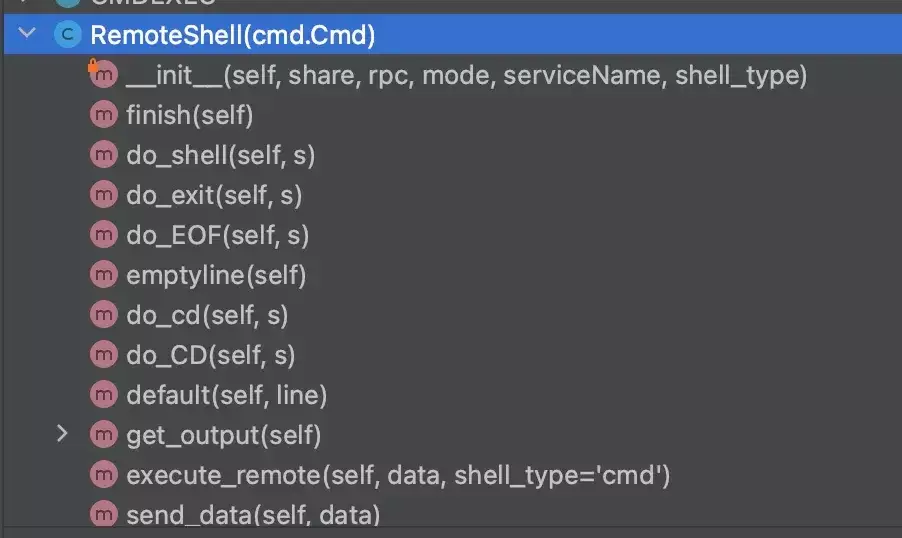 CMDEXEC
C RemoteShell(cmd.Cmd)
m __init__(self, share, rpc, mode, serviceName, shell_type)
m finish(self)
m do_shell(self, s)
m do_exit(self, s)
m do_EOF(self, s)
m emptyline(self)
m do_cd(self, s)
m do_CD(self, s)
m default(self, line)
m get_output(self)
m execute_remote(self, data, shell_type='cmd')
m send_data(self, data)